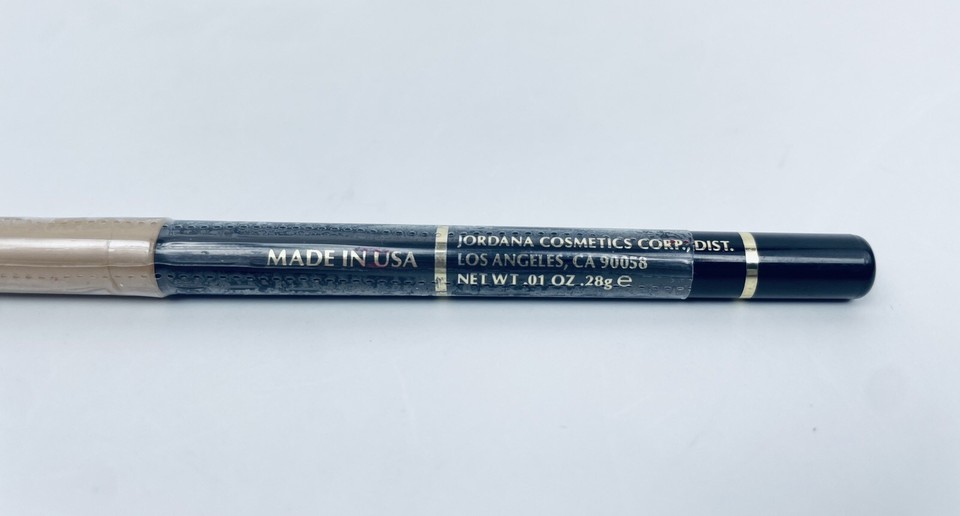 MADE IN USA
JORDANA COSMETICS CORP., DIST.
LOS ANGELES, CA 90058
NET WT .01 OZ .28g ℮